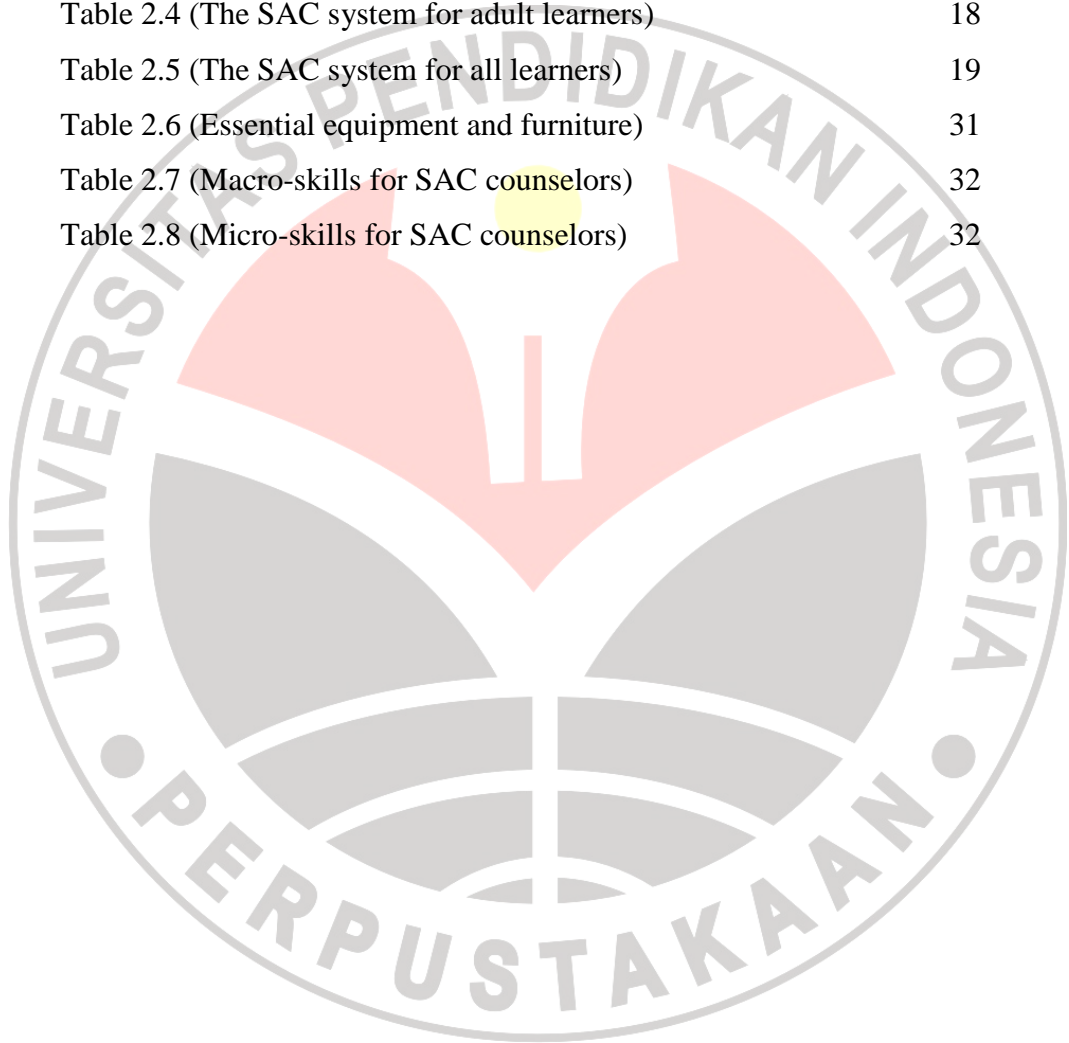 Table 2.4 (The SAC system for adult learners) 18
Table 2.5 (The SAC system for all learners) 19
Table 2.6 (Essential equipment and furniture) 31
Table 2.7 (Macro-skills for SAC counselors) 32
Table 2.8 (Micro-skills for SAC counselors) 32
UNIVERSITAS PENDIDIKAN INDONESIA
PERPUSTAKAAN